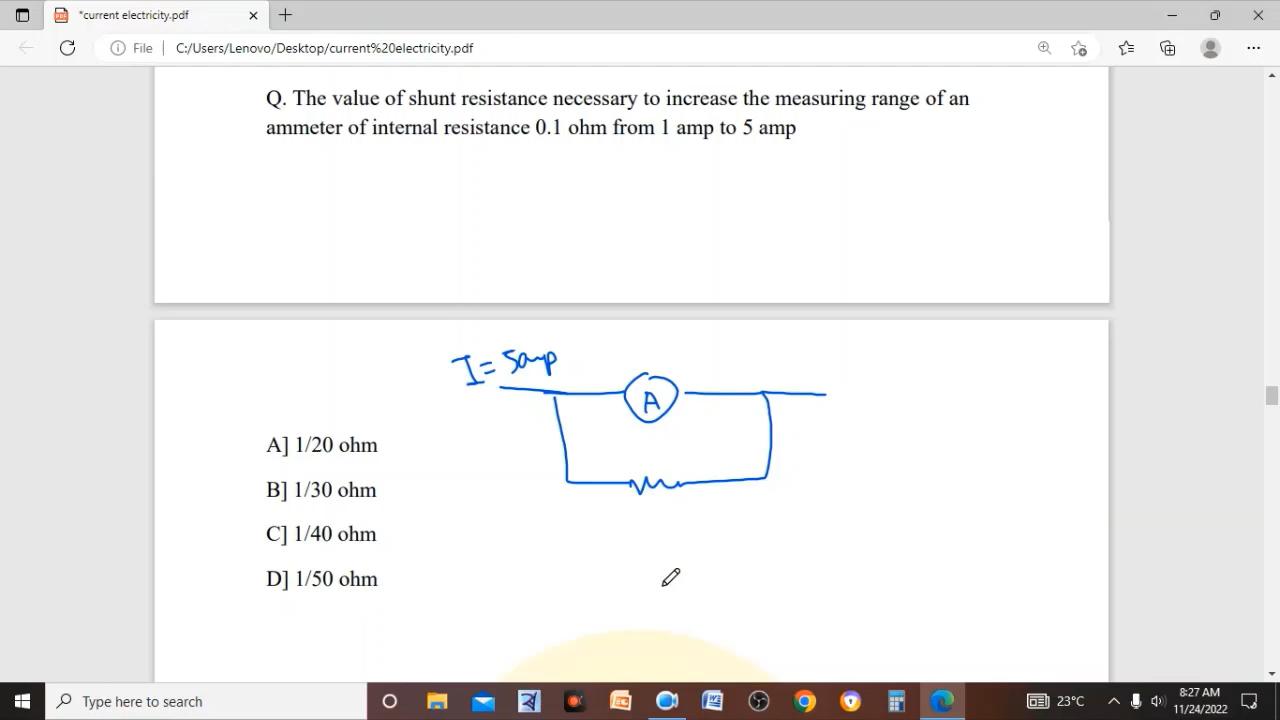 *current electricity.pdf
File
C:/Users/Lenovo/Desktop/current%20electricity.pdf
Q. The value of shunt resistance necessary to increase the measuring range of an
ammeter of internal resistance 0.1 ohm from 1 amp to 5 amp
I = 5amp
A
A] 1/20 ohm
B] 1/30 ohm
C] 1/40 ohm
D] 1/50 ohm
Type here to search
23°C
8:27 AM
11/24/2022